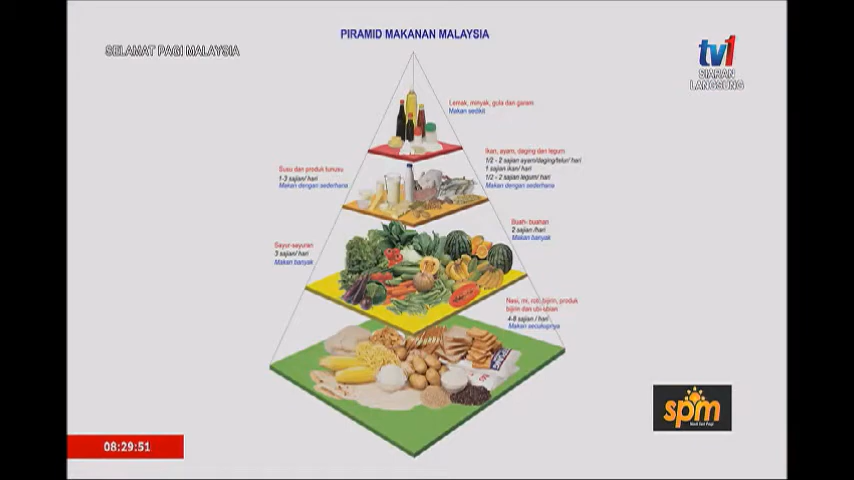 PIRAMID MAKANAN MALAYSIA
SELAMAT PAGI MALAYSIA
tv1
SIARAN
LANGSUNG
Lemak, minyak, gula dan garam
Makan sedikit
Ikan, ayam, daging dan legum
1/2 - 2 sajian ayam/daging/telur/ hari
1 sajian ikan/ hari
1/2 - 2 sajian legum/ hari
Makan dengan sederhana
Susu dan produk tunusu
1-3 sajian/ hari
Makan dengan sederhana
Buah- buahan
2 sajian /hari
Makan banyak
Sayur-sayuran
3 sajian/ hari
Makan banyak
Nasi, mi, roti, bijirin, produk
bijirin dan ubi-ubian
4-8 sajian / hari
Makan secukupnya
spm
08:29:51